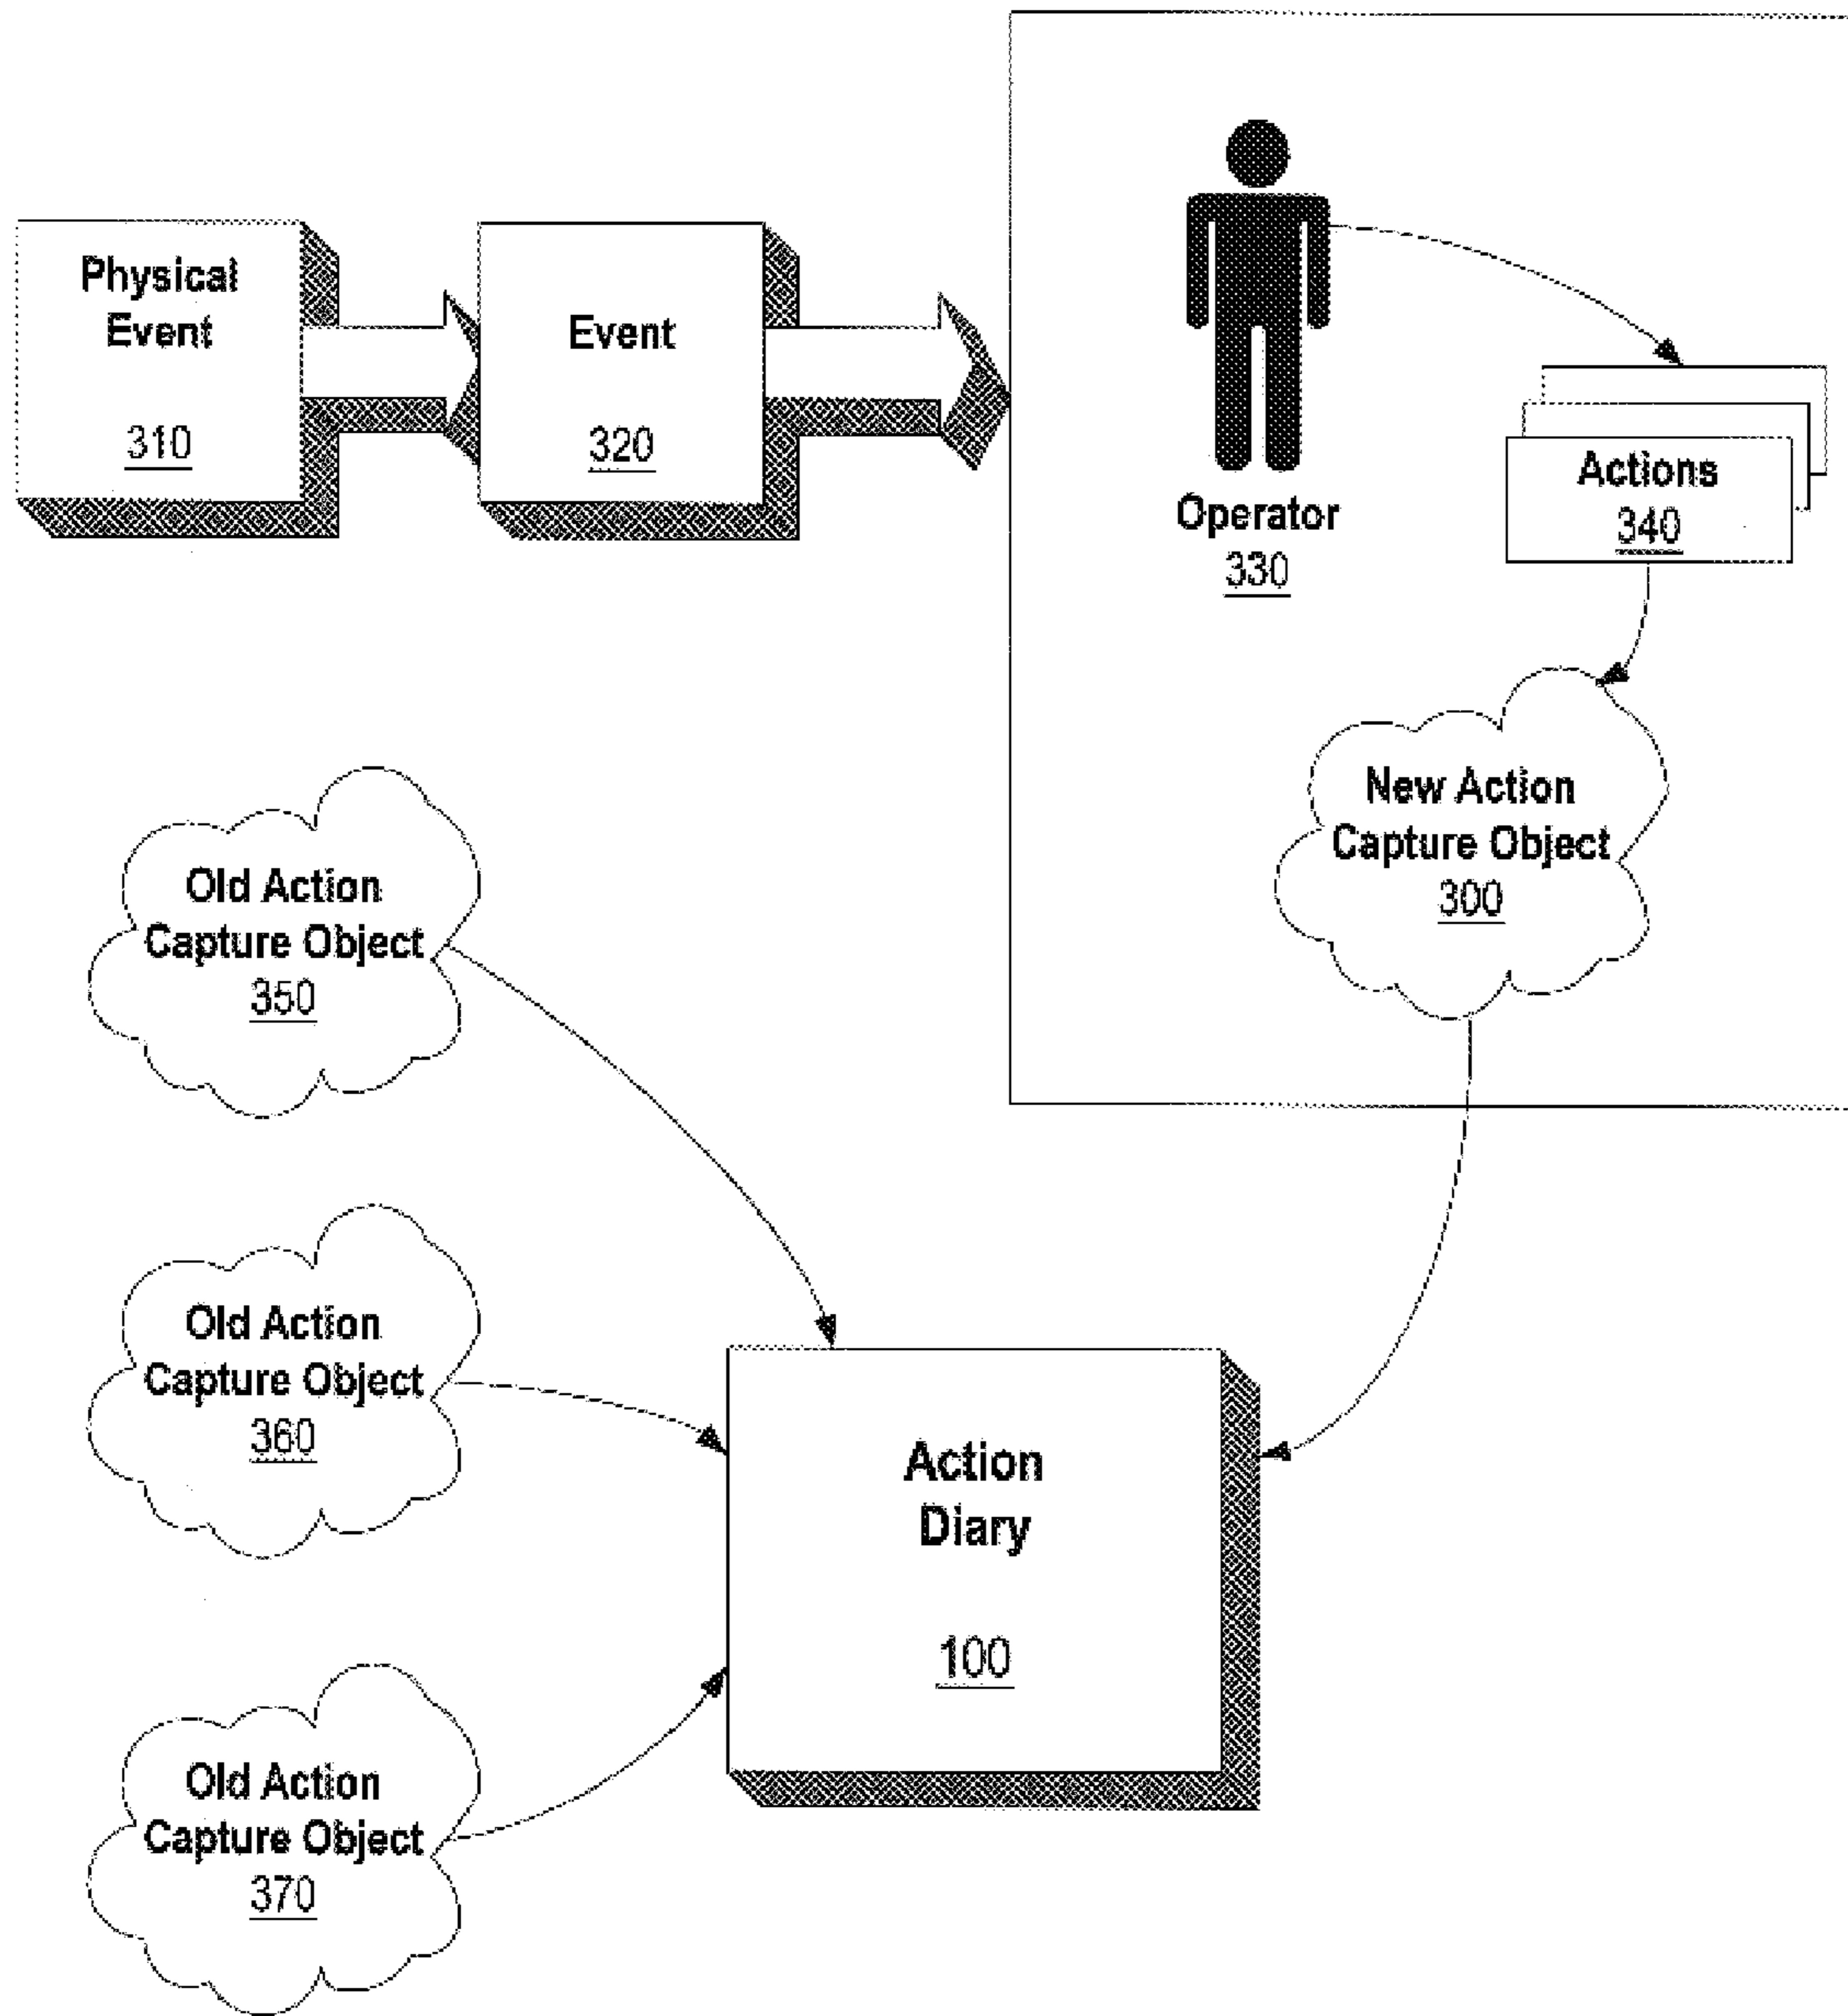 Physical
Event
310
Event
320
Operator
330
Actions
340
New Action
Capture Object
300
Old Action
Capture Object
350
Old Action
Capture Object
360
Old Action
Capture Object
370
Action
Diary
100